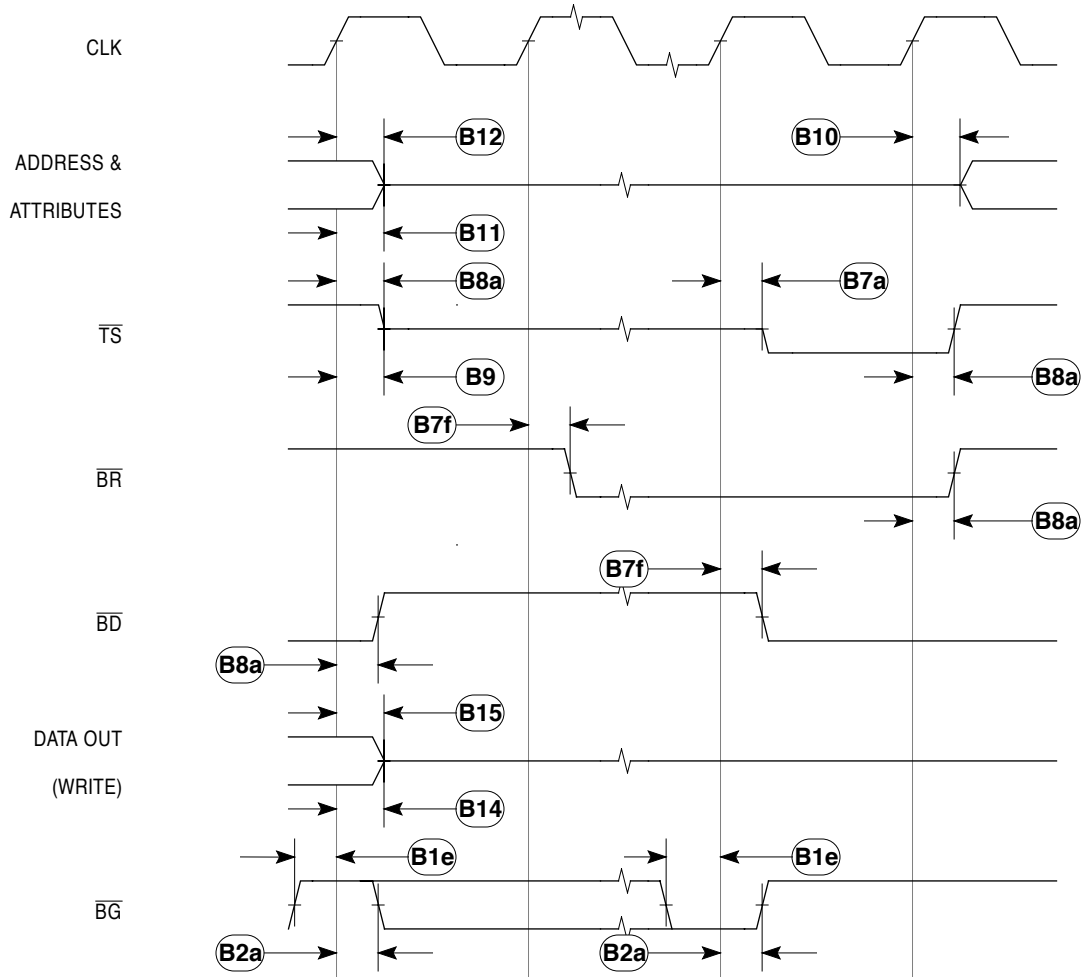 CLK
B12
B10
ADDRESS &
ATTRIBUTES
B11
B8a
B7a
TS
B9
B8a
B7f
BR
B8a
B7f
BD
B8a
B15
DATA OUT
(WRITE)
B14
B1e
B1e
BG
B2a
B2a